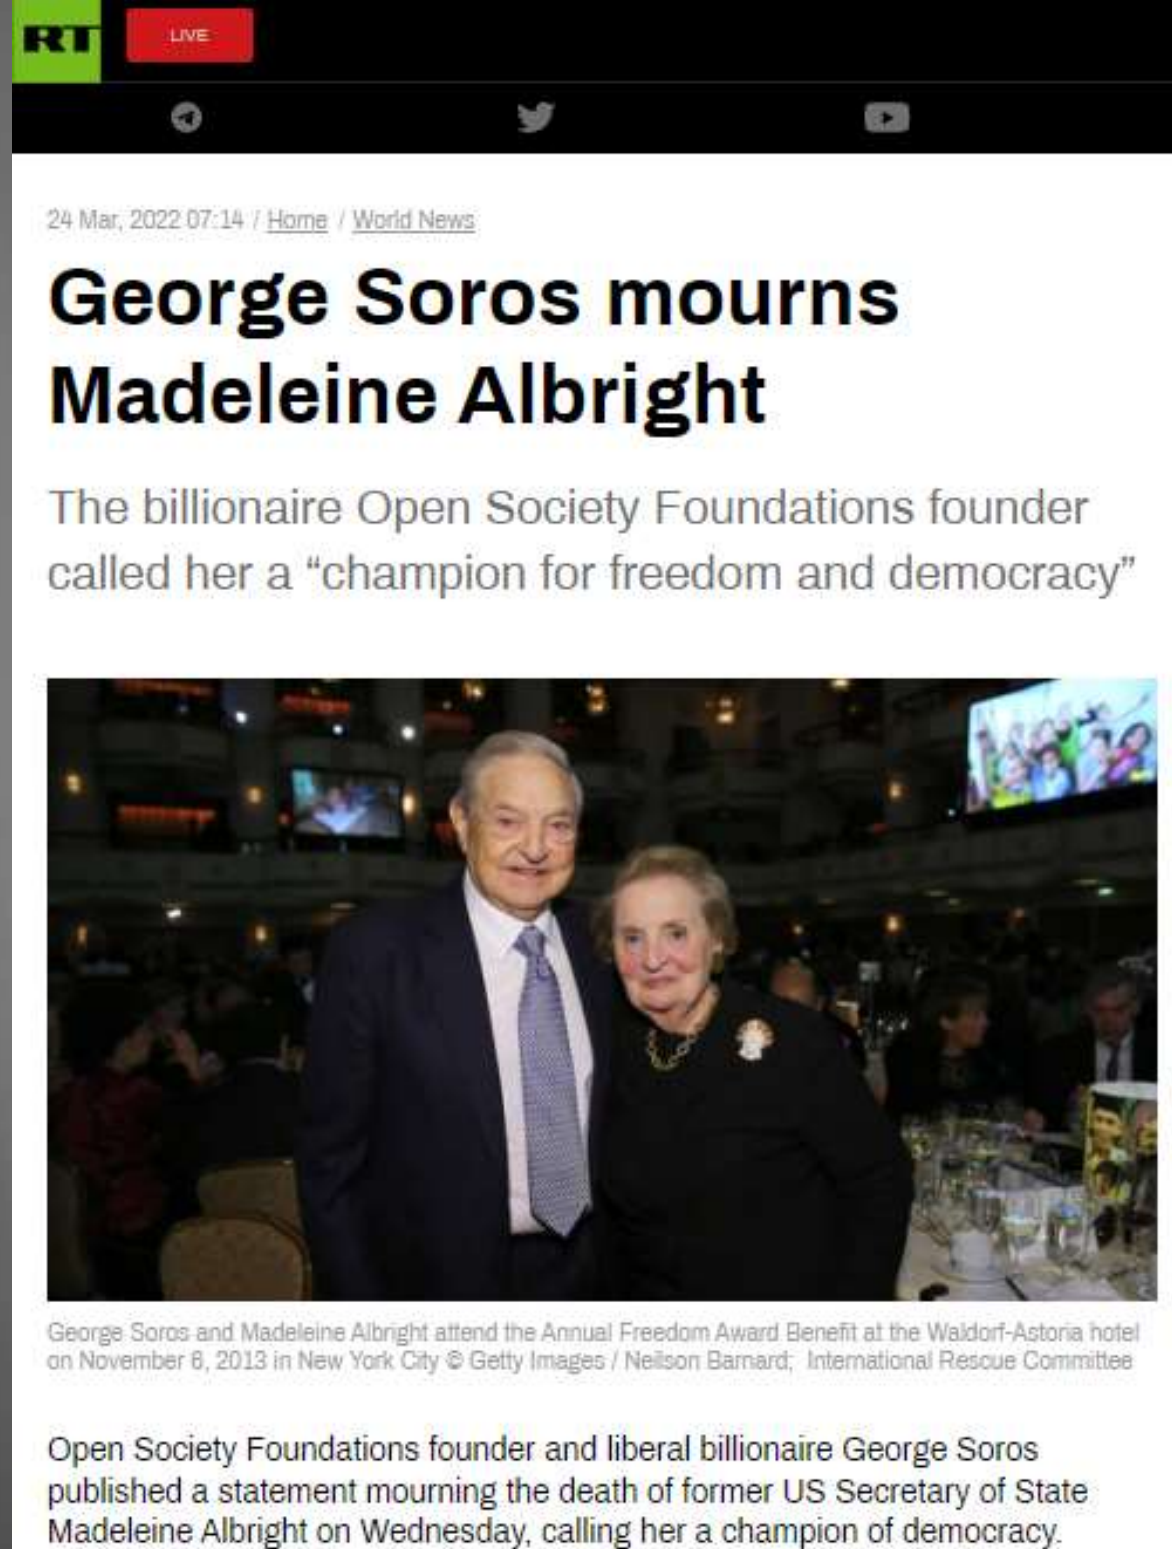 RT
LIVE
24 Mar, 2022 07:14 / Home / World News
George Soros mourns
Madeleine Albright
The billionaire Open Society Foundations founder
called her a “champion for freedom and democracy”
George Soros and Madeleine Albright attend the Annual Freedom Award Benefit at the Waldorf-Astoria hotel
on November 6, 2013 in New York City © Getty Images / Neilson Barnard;  International Rescue Committee
Open Society Foundations founder and liberal billionaire George Soros
published a statement mourning the death of former US Secretary of State
Madeleine Albright on Wednesday, calling her a champion of democracy.